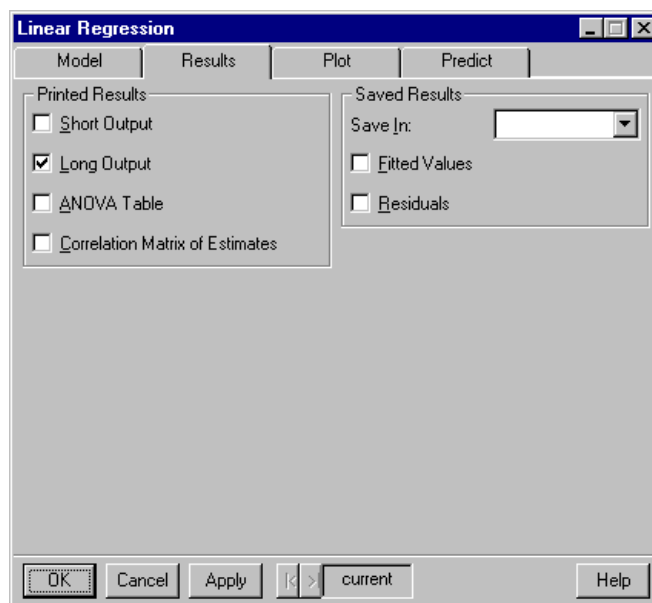 Linear Regression
Model Results Plot Predict
Printed Results
Short Output
Long Output
ANOVA Table
Correlation Matrix of Estimates
Saved Results
Save In:
Fitted Values
Residuals
OK Cancel Apply current Help